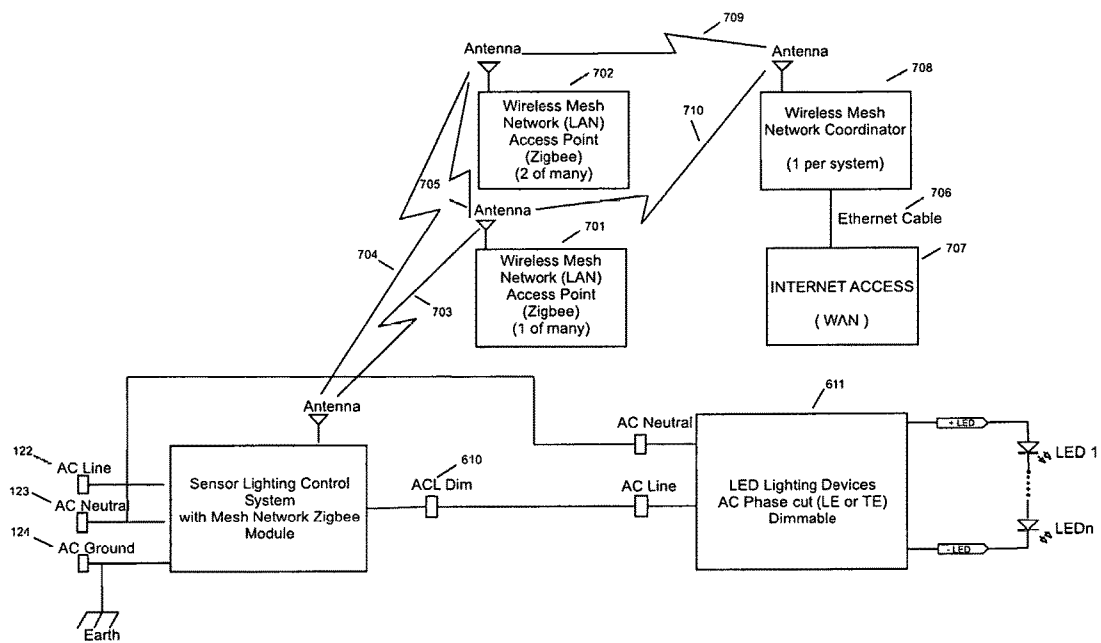 709
Antenna
Antenna
702
708
Wireless Mesh
Network (LAN)
Access Point
(Zigbee)
(2 of many)
710
Wireless Mesh
Network Coordinator
(1 per system)
705
Antenna
706
Ethernet Cable
704
701
707
Wireless Mesh
Network (LAN)
Access Point
(Zigbee)
(1 of many)
INTERNET ACCESS
( WAN )
703
Antenna
611
122
AC Line
123
AC Neutral
124
AC Ground
Earth
Sensor Lighting Control
System
with Mesh Network Zigbee
Module
610
ACL Dim
AC Neutral
AC Line
LED Lighting Devices
AC Phase cut (LE or TE)
Dimmable
+ LED
LED 1
LEDn
- LED